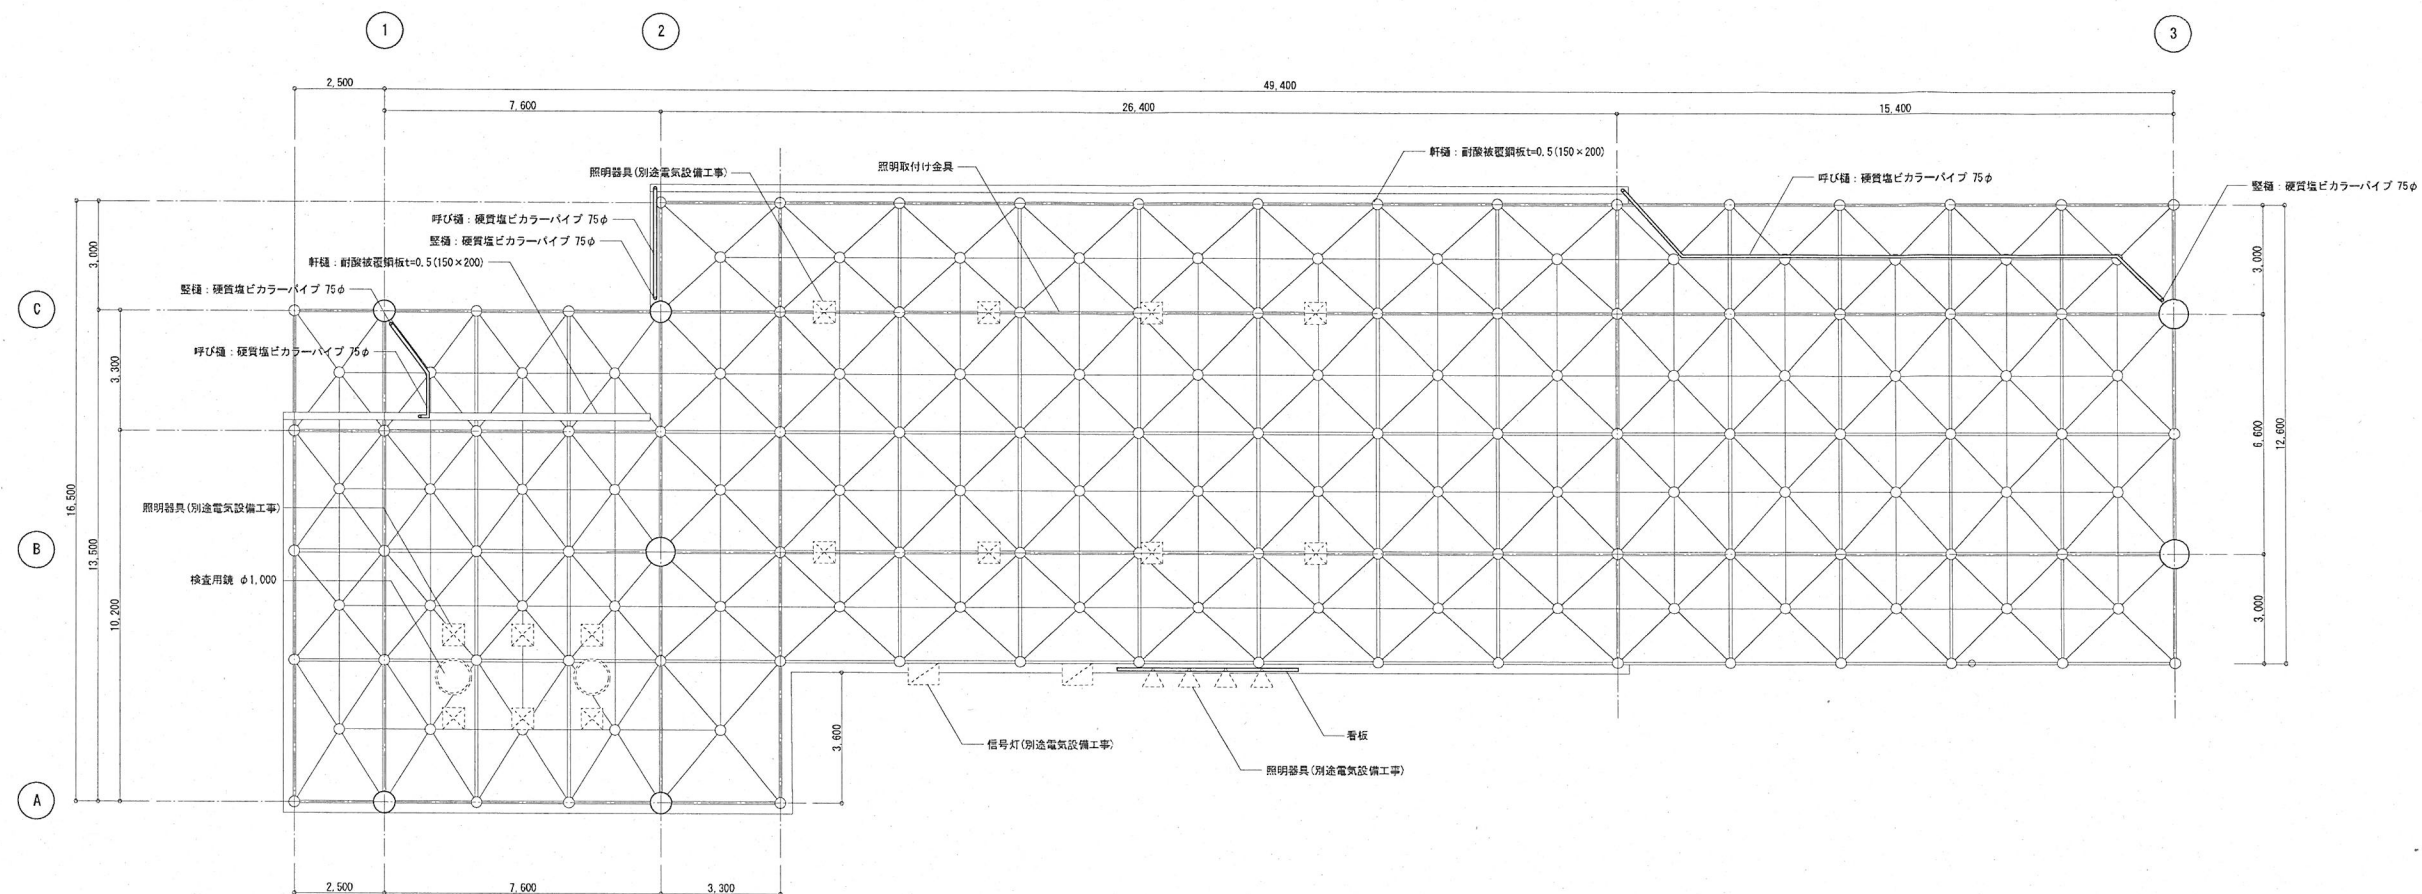 1
2
3
2,500
49,400
7,600
26,400
15,400
軒樋：耐酸被覆鋼板t=0.5(150×200)
照明取付け金具
照明器具(別途電気設備工事)
呼び樋：硬質塩ビカラーパイプ 75φ
竪樋：硬質塩ビカラーパイプ 75φ
呼び樋：硬質塩ビカラーパイプ 75φ
竪樋：硬質塩ビカラーパイプ 75φ
軒樋：耐酸被覆鋼板t=0.5(150×200)
竪樋：硬質塩ビカラーパイプ 75φ
呼び樋：硬質塩ビカラーパイプ 75φ
C
B
A
3,000
3,300
16,500
13,500
10,200
照明器具(別途電気設備工事)
検査用鏡 φ1,000
3,000
6,600
12,600
3,000
3,600
信号灯(別途電気設備工事)
看板
照明器具(別途電気設備工事)
2,500
7,600
3,300